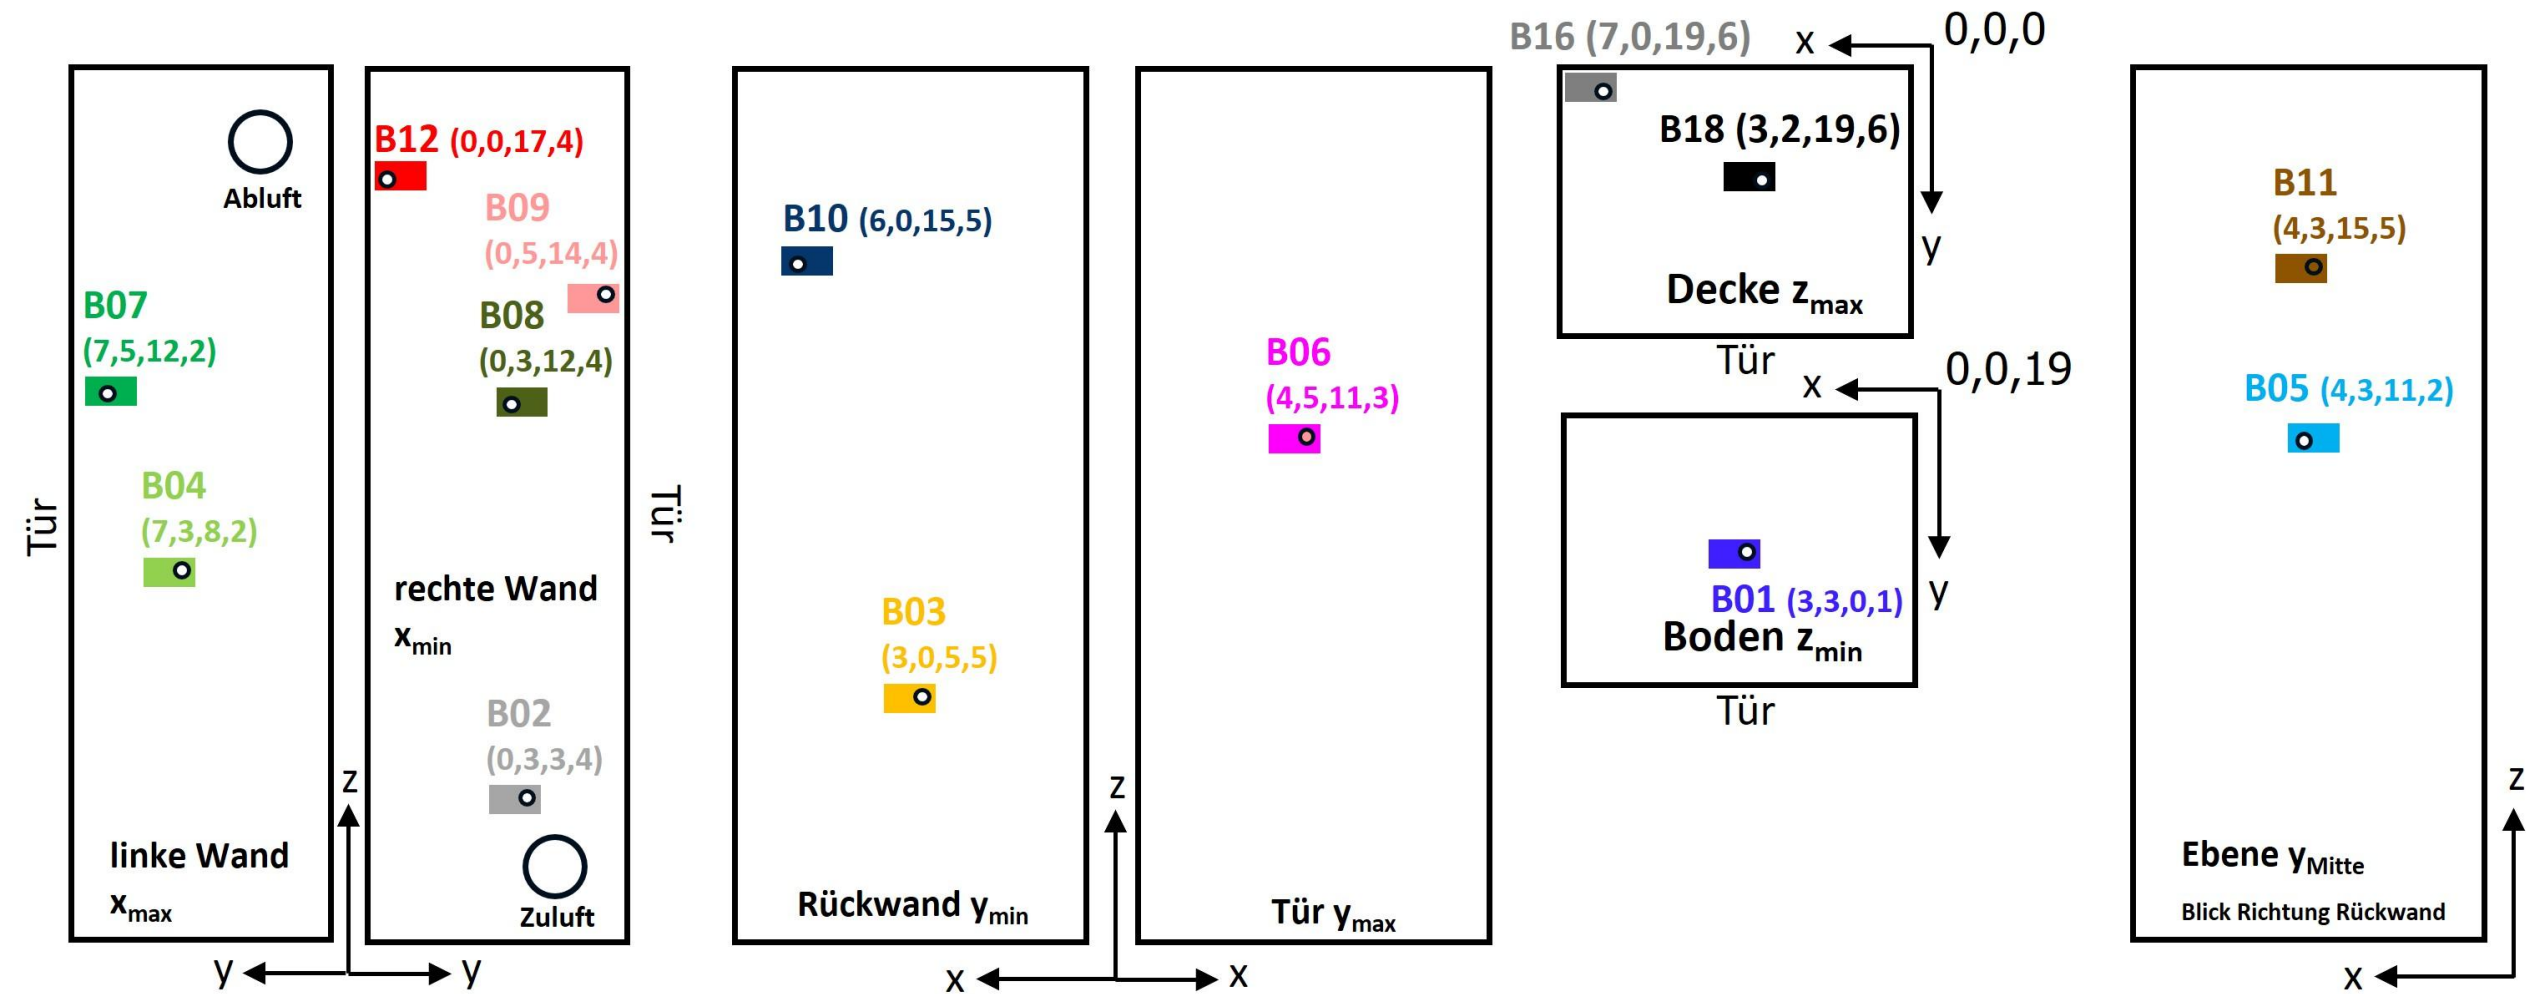 Abluft
B07
(7,5,12,2)
B04
(7,3,8,2)
Tür
linke Wand
xmax
y
z
B12 (0,0,17,4)
B09
(0,5,14,4)
B08
(0,3,12,4)
rechte Wand
xmin
B02
(0,3,3,4)
Zuluft
y
Tür
B10 (6,0,15,5)
B03
(3,0,5,5)
Rückwand ymin
x
z
B06
(4,5,11,3)
Tür ymax
x
B16 (7,0,19,6)
x
0,0,0
B18 (3,2,19,6)
y
Decke zmax
Tür
x
0,0,19
B01 (3,3,0,1)
y
Boden zmin
Tür
B11
(4,3,15,5)
B05 (4,3,11,2)
Ebene yMitte
Blick Richtung Rückwand
z
x